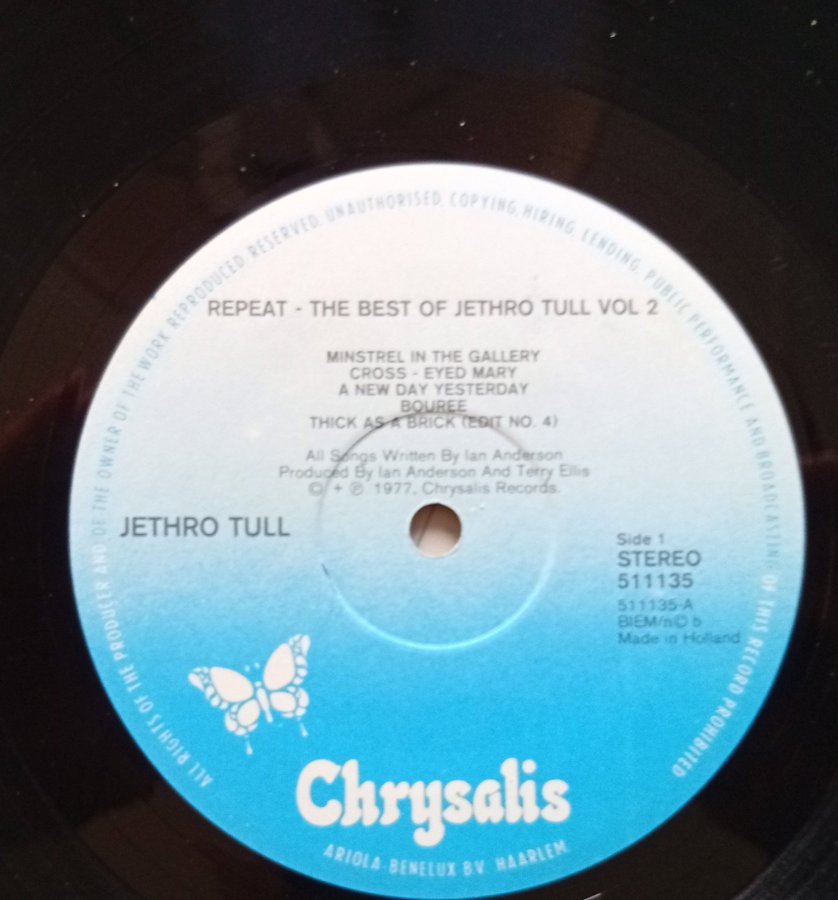 ALL RIGHTS OF THE PRODUCER AND OF THE OWNER OF THE WORK REPRODUCED RESERVED. UNAUTHORISED. COPYING, HIRING, LENDING, PUBLIC PERFORMANCE AND BROADCASTIN· OF THIS RECORD PROHIBITED
REPEAT - THE BEST OF JETHRO TULL VOL 2
MINSTREL IN THE GALLERY
CROSS - EYED MARY
A NEW DAY YESTERDAY
BOUREE
THICK AS A BRICK (EDIT NO. 4)
All Songs Written By Ian Anderson
Produced By Ian Anderson And Terry Ellis
© + ℗ 1977, Chrysalis Records.
JETHRO TULL
Side 1
STEREO
511135
511135-A
BIEM/n© b
Made in Holland
Chrysalis
ARIOLA-BENELUX B.V. HAARLEM